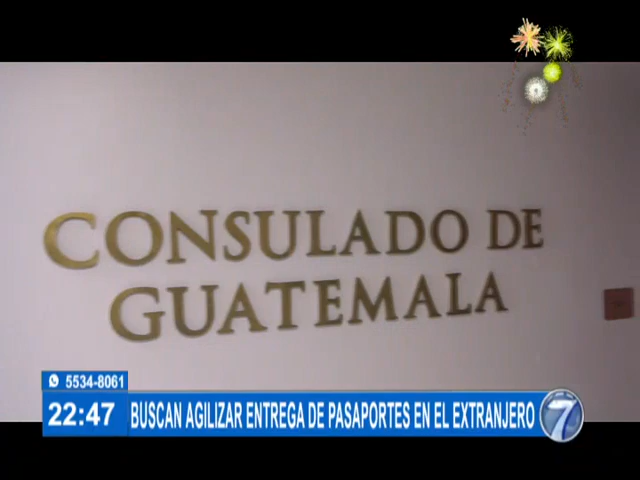 CONSULADO DE
GUATEMALA
5534-8061
22:47 BUSCAN AGILIZAR ENTREGA DE PASAPORTES EN EL EXTRANJERO 7